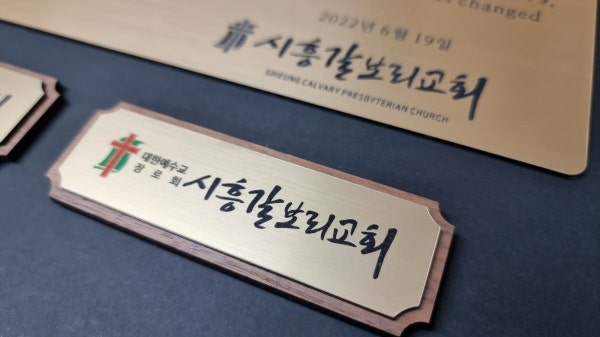 changed
2022년 6월 19일
시흥갈보리교회
SIHEUNG CALVARY PRESBYTERIAN CHURCH
대한예수교
장로회
시흥갈보리교회